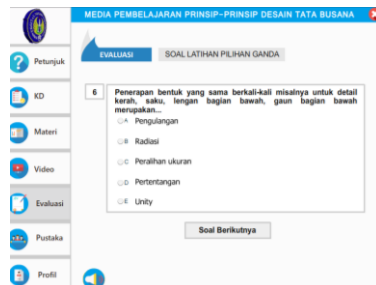 MEDIA PEMBELAJARAN PRINSIP-PRINSIP DESAIN TATA BUSANA
EVALUASI
SOAL LATIHAN PILIHAN GANDA
Petunjuk
KD
Materi
Video
Evaluasi
Pustaka
Profil
6
Penerapan bentuk yang sama berkali-kali misalnya untuk detail
kerah, saku, lengan bagian bawah, gaun bagian bawah
merupakan...
A Pengulangan
B Radiasi
C Peralihan ukuran
D Pertentangan
E Unity
Soal Berikutnya